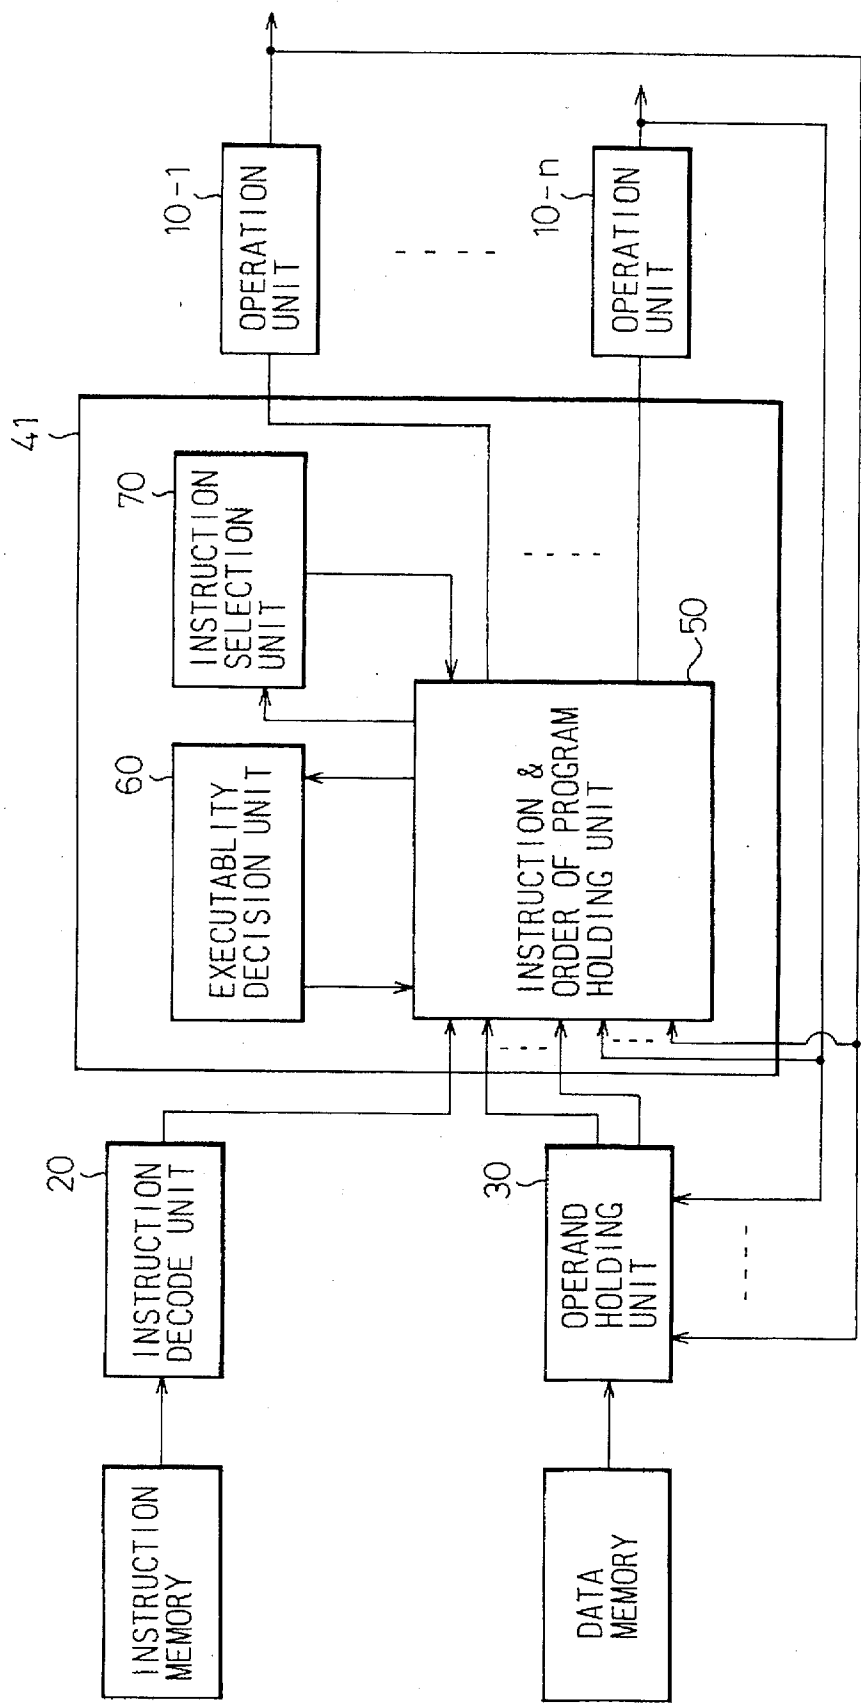 INSTRUCTION
MEMORY
20
INSTRUCTION
DECODE UNIT
DATA
MEMORY
30
OPERAND
HOLDING
UNIT
41
60
EXECUTABLITY
DECISION UNIT
70
INSTRUCTION
SELECTION
UNIT
50
INSTRUCTION &
ORDER OF PROGRAM
HOLDING UNIT
10-1
OPERATION
UNIT
10-n
OPERATION
UNIT